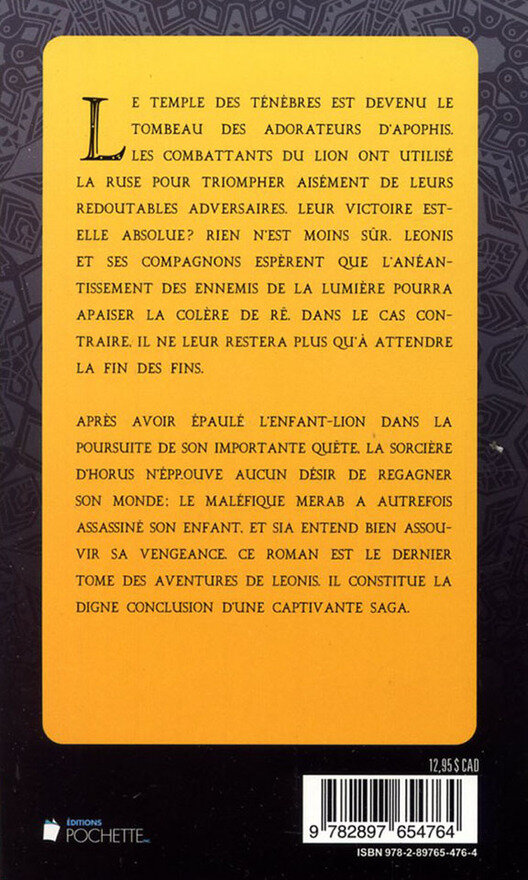 LE TEMPLE DES TÉNÈBRES EST DEVENU LE
TOMBEAU DES ADORATEURS D'APOPHIS.
LES COMBATTANTS DU LION ONT UTILISÉ
LA RUSE POUR TRIOMPHER AISÉMENT DE LEURS
REDOUTABLES ADVERSAIRES. LEUR VICTOIRE EST-
ELLE ABSOLUE? RIEN N'EST MOINS SÛR. LEONIS
ET SES COMPAGNONS ESPÈRENT QUE L'ANÉAN-
TISSEMENT DES ENNEMIS DE LA LUMIÈRE POURRA
APAISER LA COLÈRE DE RÊ. DANS LE CAS CON-
TRAIRE, IL NE LEUR RESTERA PLUS QU'À ATTENDRE
LA FIN DES FINS.
APRÈS AVOIR ÉPAULÉ L'ENFANT-LION DANS LA
POURSUITE DE SON IMPORTANTE QUÊTE, LA SORCIÈRE
D'HORUS N'ÉPROUVE AUCUN DÉSIR DE REGAGNER
SON MONDE; LE MALÉFIQUE MERAB A AUTREFOIS
ASSASSINÉ SON ENFANT, ET SIA ENTEND BIEN ASSOU-
VIR SA VENGEANCE. CE ROMAN EST LE DERNIER
TOME DES AVENTURES DE LEONIS. IL CONSTITUE LA
DIGNE CONCLUSION D'UNE CAPTIVANTE SAGA.
12,95 $ CAD
9 782897 654764
ISBN 978-2-89765-476-4
ÉDITIONS
POCHETTE INC.